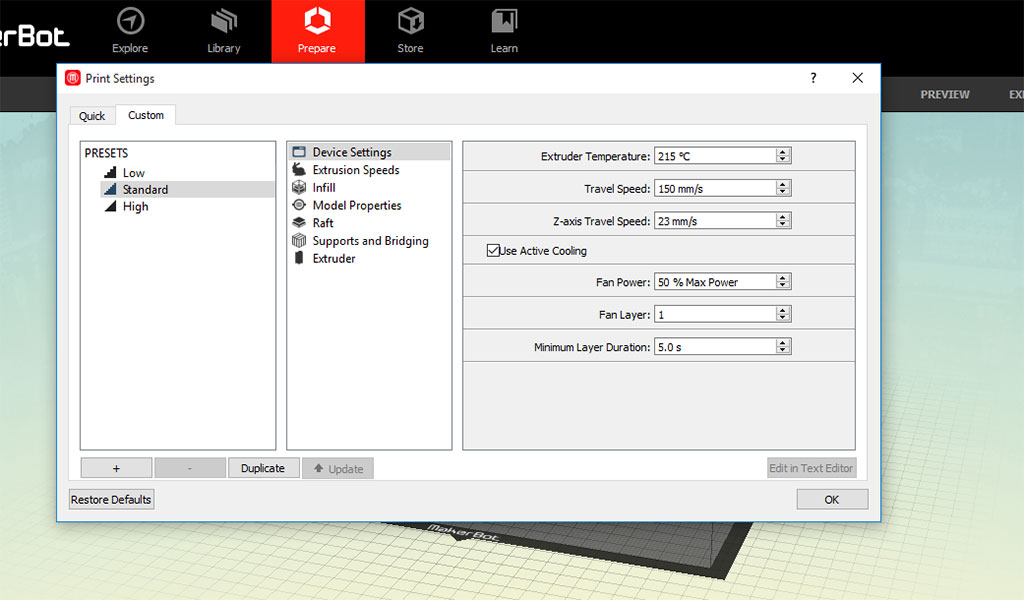 erBot
Explore
Library
Prepare
Store
Learn
PREVIEW
Print Settings
?
Quick
Custom
PRESETS
Low
Standard
High
Device Settings
Extrusion Speeds
Infill
Model Properties
Raft
Supports and Bridging
Extruder
Extruder Temperature: 215 °C
Travel Speed: 150 mm/s
Z-axis Travel Speed: 23 mm/s
Use Active Cooling
Fan Power: 50 % Max Power
Fan Layer: 1
Minimum Layer Duration: 5.0 s
+
-
Duplicate
Update
Edit in Text Editor
Restore Defaults
OK
MakerBot